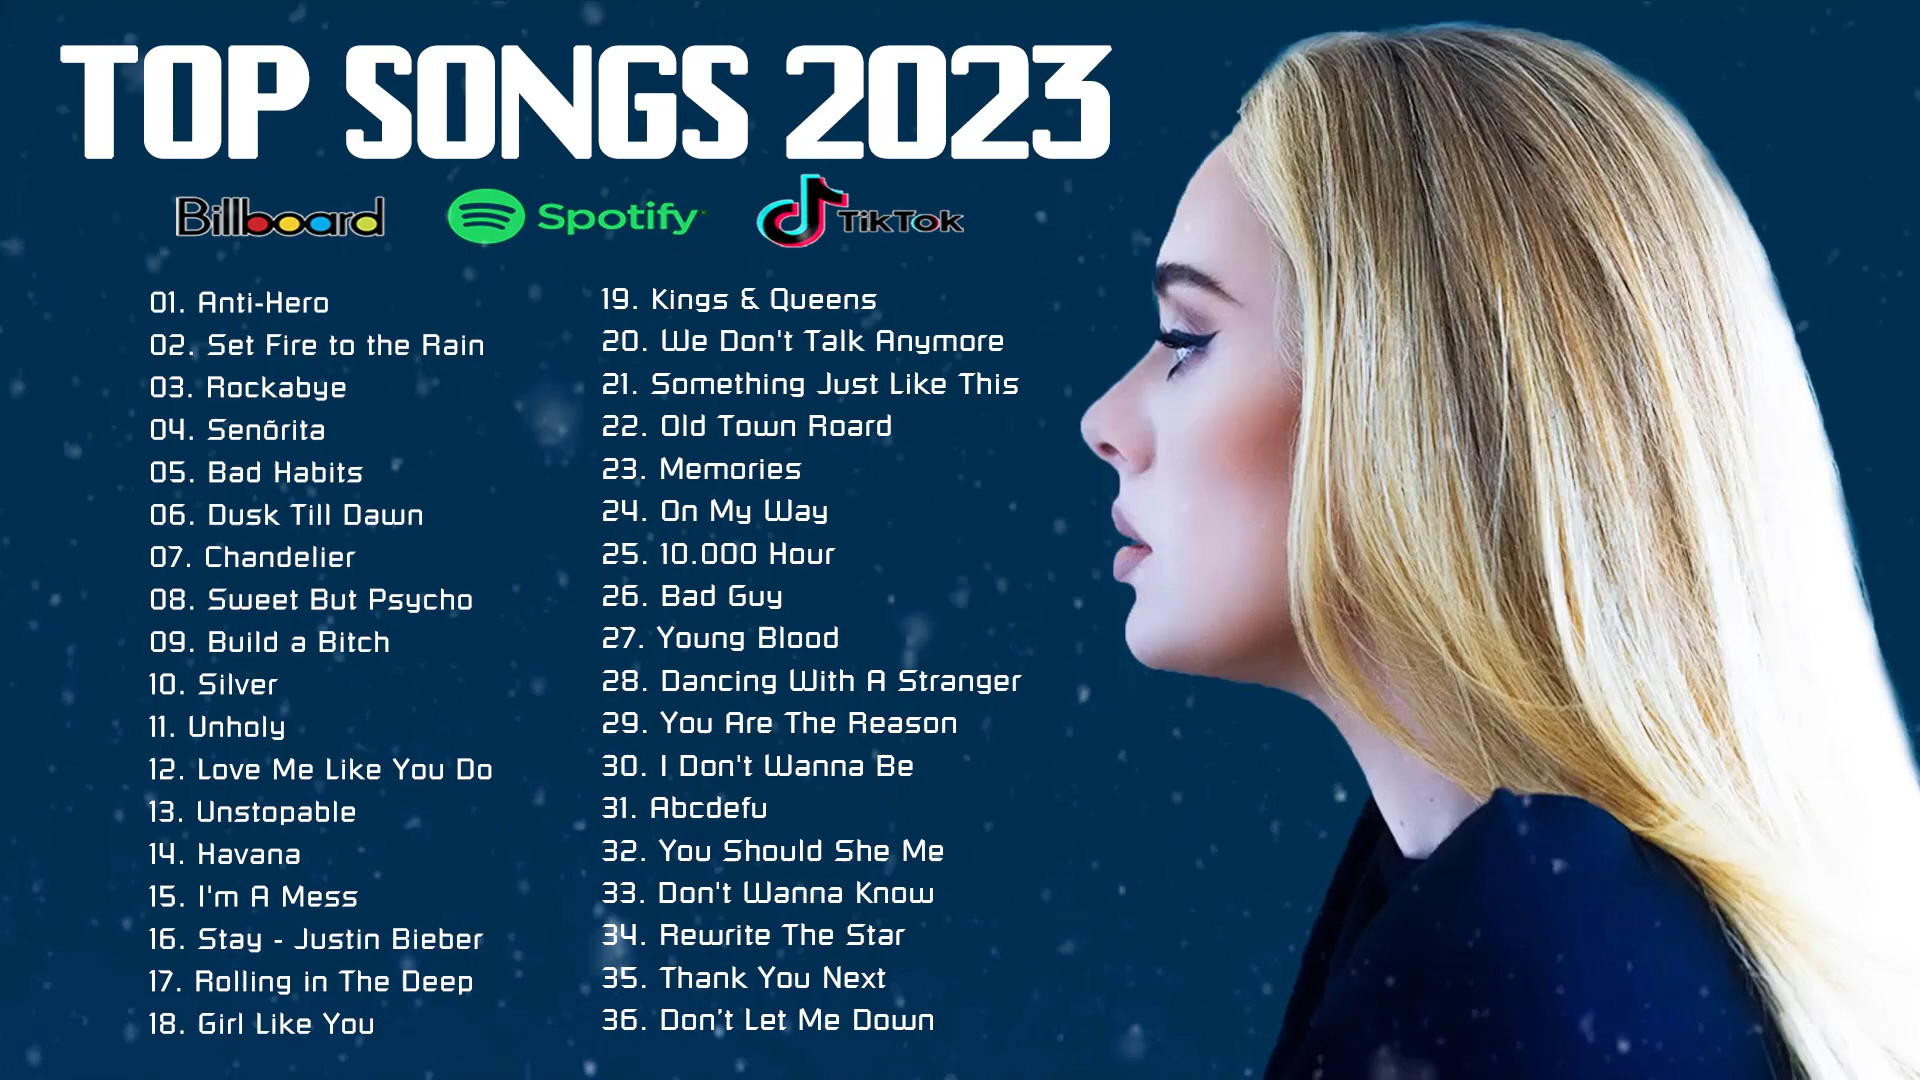 TOP SONGS 2023
Billboard Spotify TikTok
01. Anti-Hero
02. Set Fire to the Rain
03. Rockabye
04. Senõrita
05. Bad Habits
06. Dusk Till Dawn
07. Chandelier
08. Sweet But Psycho
09. Build a Bitch
10. Silver
11. Unholy
12. Love Me Like You Do
13. Unstopable
14. Havana
15. I'm A Mess
16. Stay - Justin Bieber
17. Rolling in The Deep
18. Girl Like You
19. Kings & Queens
20. We Don't Talk Anymore
21. Something Just Like This
22. Old Town Roard
23. Memories
24. On My Way
25. 10.000 Hour
26. Bad Guy
27. Young Blood
28. Dancing With A Stranger
29. You Are The Reason
30. I Don't Wanna Be
31. Abcdefu
32. You Should She Me
33. Don't Wanna Know
34. Rewrite The Star
35. Thank You Next
36. Don’t Let Me Down